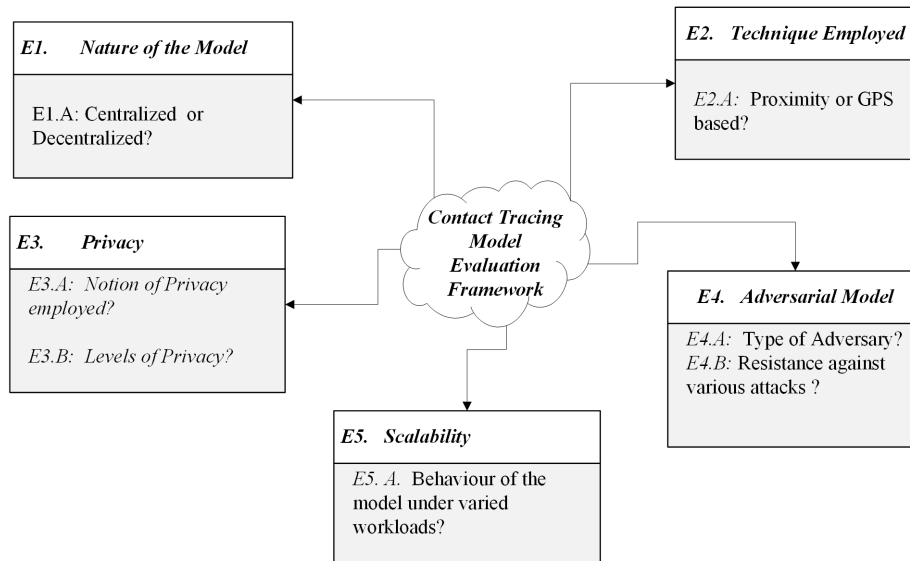 E1. Nature of the Model
E1.A: Centralized or
Decentralized?
E2. Technique Employed
E2.A: Proximity or GPS
based?
Contact Tracing
Model
Evaluation
Framework
E3. Privacy
E3.A: Notion of Privacy
employed?
E3.B: Levels of Privacy?
E4. Adversarial Model
E4.A: Type of Adversary?
E4.B: Resistance against
various attacks ?
E5. Scalability
E5. A. Behaviour of the
model under varied
workloads?